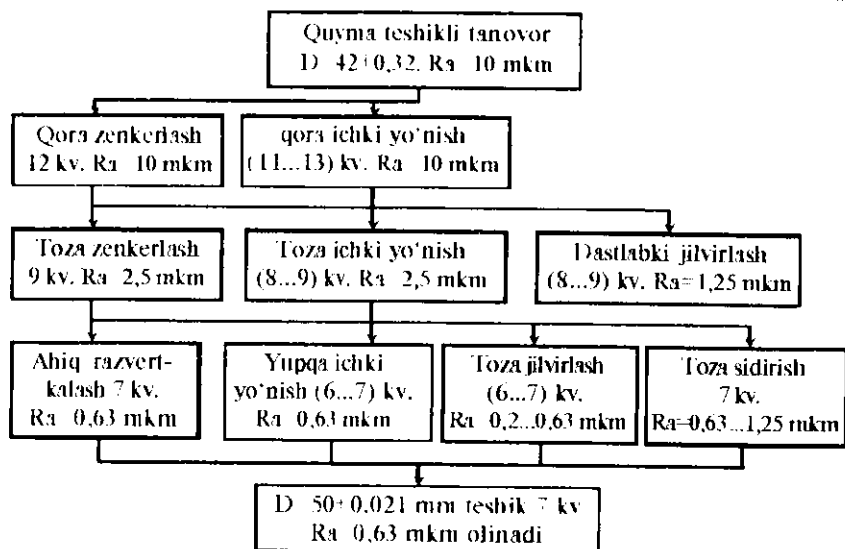 Quyma teshikli tanovor
D 42+0,32. Ra 10 mkm
Qora zenkerlash
12 kv. Ra 10 mkm
qora ichki yo'nish
(11...13) kv. Ra 10 mkm
Toza zenkerlash
9 kv. Ra 2,5 mkm
Toza ichki yo'nish
(8...9) kv. Ra 2,5 mkm
Dastlabki jilvirlash
(8...9) kv. Ra=1,25 mkm
Aniq razvert-
kalash 7 kv.
Ra 0,63 mkm
Yupqa ichki
yo'nish (6...7) kv.
Ra 0,63 mkm
Toza jilvirlash
(6...7) kv.
Ra 0,2...0,63 mkm
Toza sidirish
7 kv.
Ra=0,63...1,25 mkm
D 50+0,021 mm teshik 7 kv
Ra 0,63 mkm olinadi